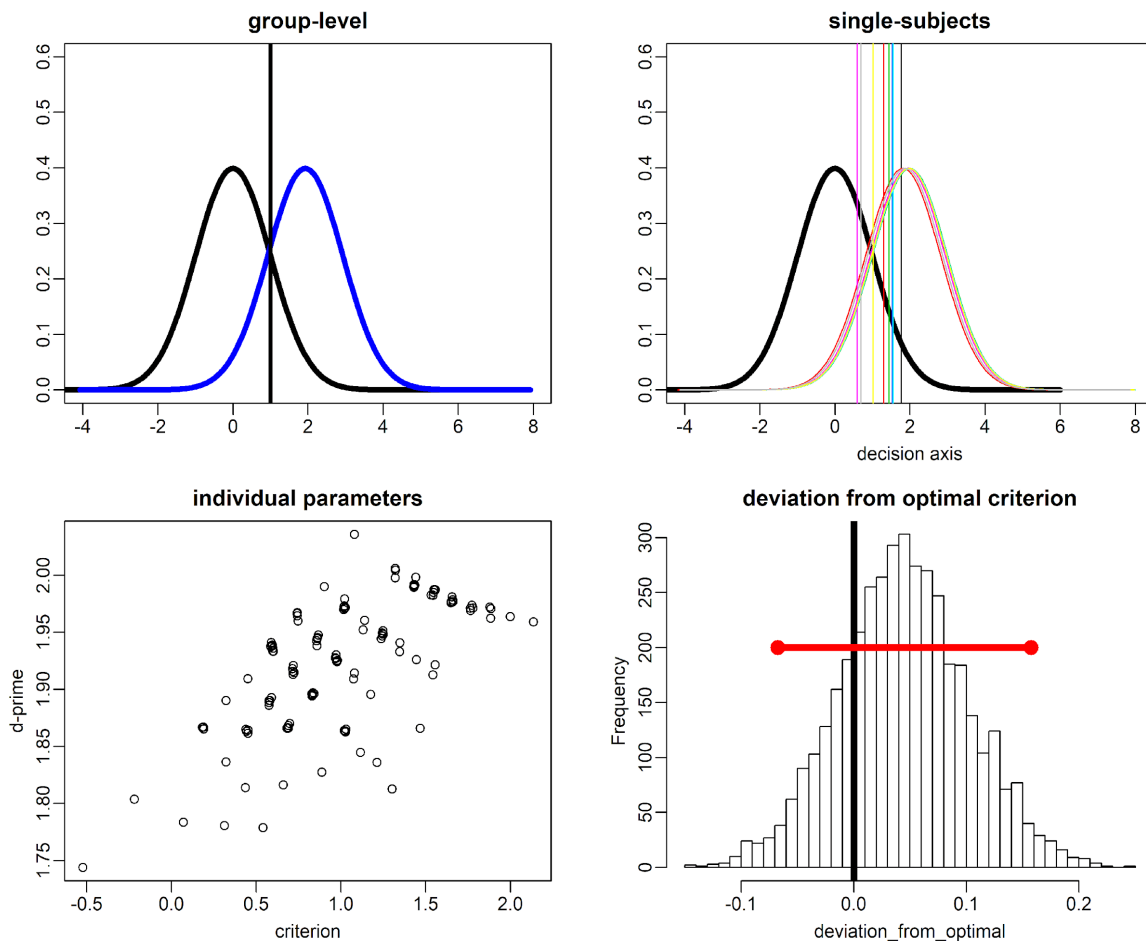 group-level
0.0 0.1 0.2 0.3 0.4 0.5 0.6
-4 -2 0 2 4 6 8
single-subjects
0.0 0.1 0.2 0.3 0.4 0.5 0.6
-4 -2 0 2 4 6 8
decision axis
individual parameters
d-prime
1.75 1.80 1.85 1.90 1.95 2.00
-0.5 0.0 0.5 1.0 1.5 2.0
criterion
deviation from optimal criterion
Frequency
0 50 100 150 200 250 300
-0.1 0.0 0.1 0.2
deviation_from_optimal